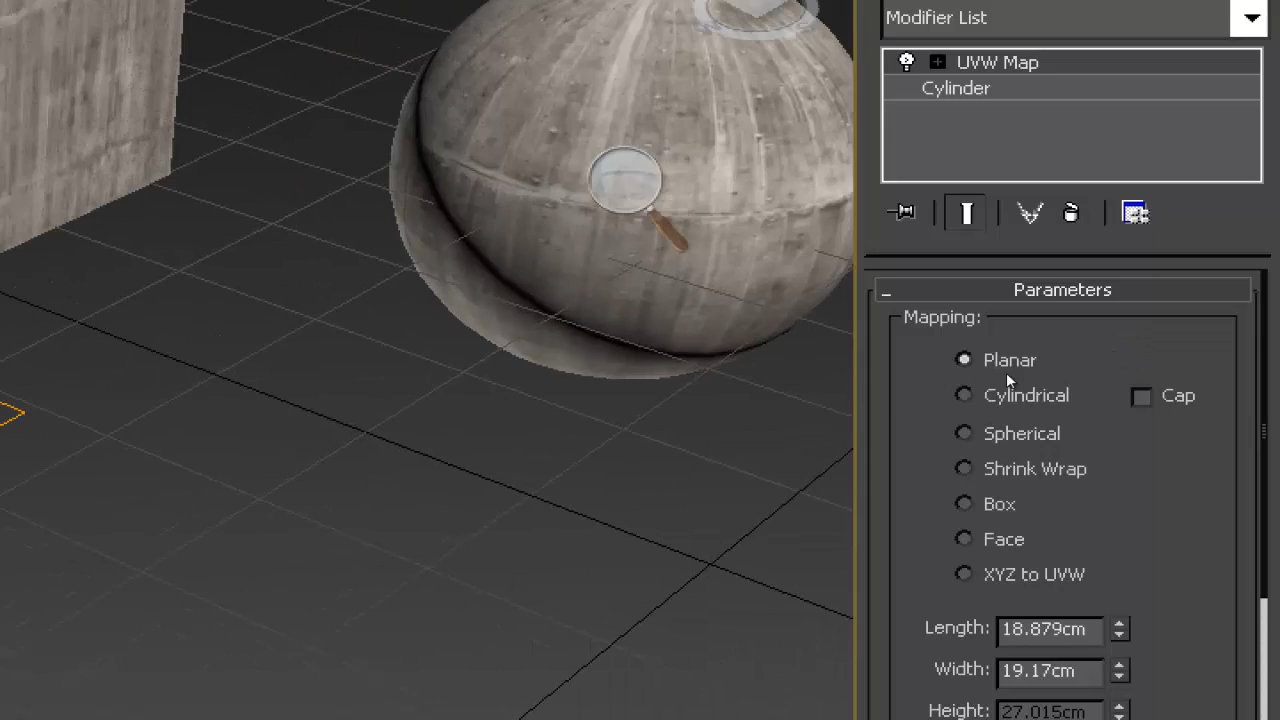 Modifier List
UVW Map
Cylinder
Parameters
Mapping:
Planar
Cylindrical Cap
Spherical
Shrink Wrap
Box
Face
XYZ to UVW
Length: 18.879cm
Width: 19.17cm
Height: 27.015cm